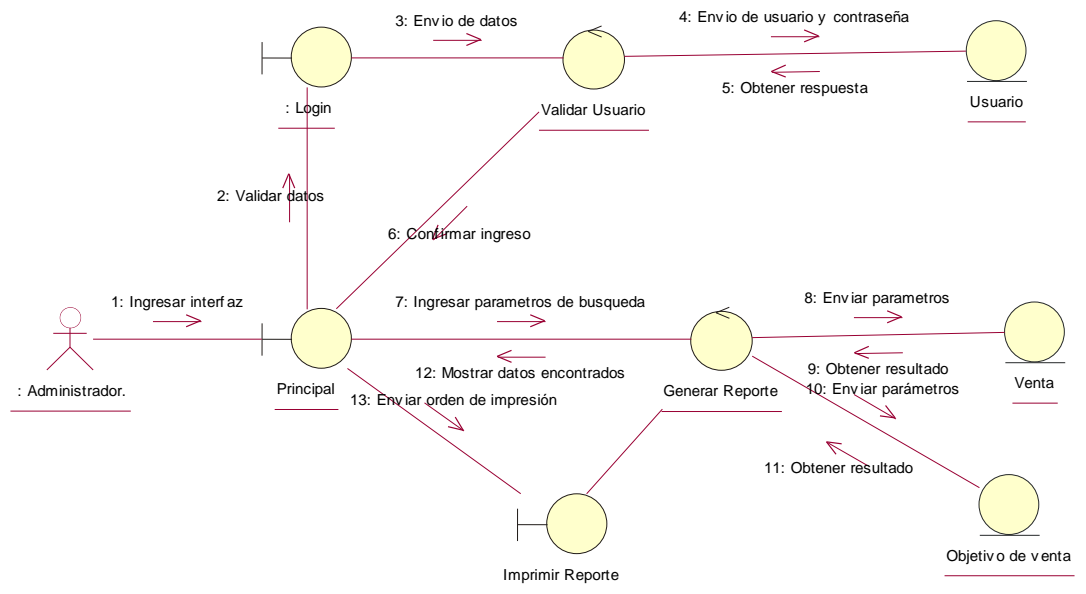 3: Envio de datos
4: Envio de usuario y contraseña
5: Obtener respuesta
: Login
Validar Usuario
Usuario
2: Validar datos
6: Confirmar ingreso
1: Ingresar interfaz
7: Ingresar parametros de busqueda
8: Enviar parametros
12: Mostrar datos encontrados
9: Obtener resultado
: Administrador.
Principal
Generar Reporte
10: Enviar parámetros
Venta
13: Enviar orden de impresión
11: Obtener resultado
Objetivo de venta
Imprimir Reporte